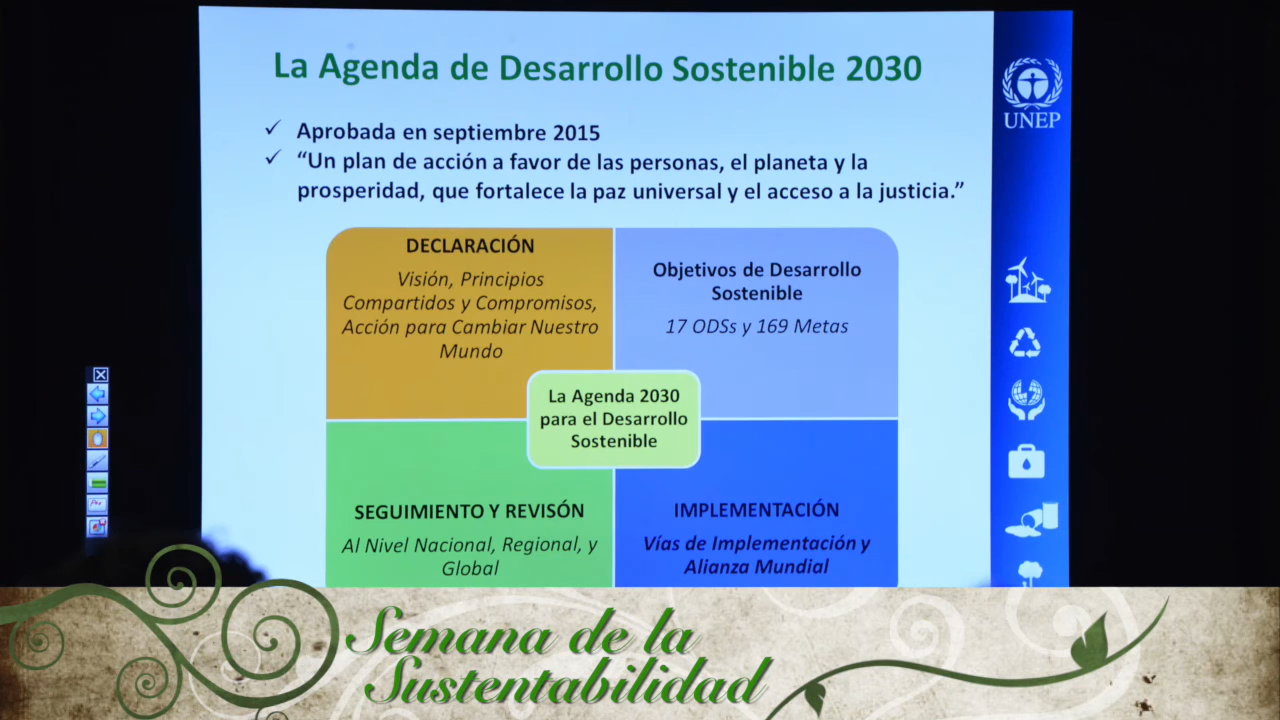 La Agenda de Desarrollo Sostenible 2030
UNEP
✓ Aprobada en septiembre 2015
✓ “Un plan de acción a favor de las personas, el planeta y la
prosperidad, que fortalece la paz universal y el acceso a la justicia.”
DECLARACIÓN
Visión, Principios
Compartidos y Compromisos,
Acción para Cambiar Nuestro
Mundo
Objetivos de Desarrollo
Sostenible
17 ODSs y 169 Metas
La Agenda 2030
para el Desarrollo
Sostenible
SEGUIMIENTO Y REVISÓN
Al Nivel Nacional, Regional, y
Global
IMPLEMENTACIÓN
Vías de Implementación y
Alianza Mundial
Semana de la
Sustentabilidad